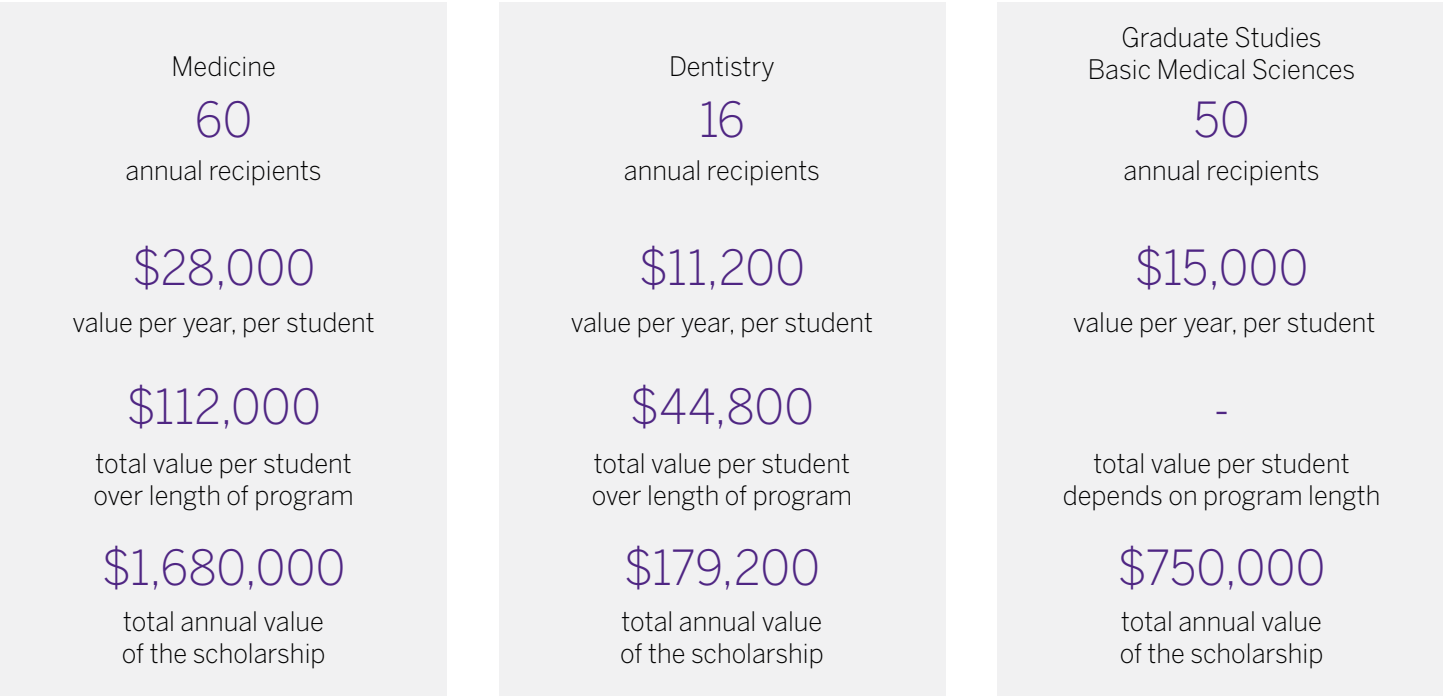 Medicine
60
annual recipients
$28,000
value per year, per student
$112,000
total value per student
over length of program
$1,680,000
total annual value
of the scholarship
Dentistry
16
annual recipients
$11,200
value per year, per student
$44,800
total value per student
over length of program
$179,200
total annual value
of the scholarship
Graduate Studies
Basic Medical Sciences
50
annual recipients
$15,000
value per year, per student
-
total value per student
depends on program length
$750,000
total annual value
of the scholarship